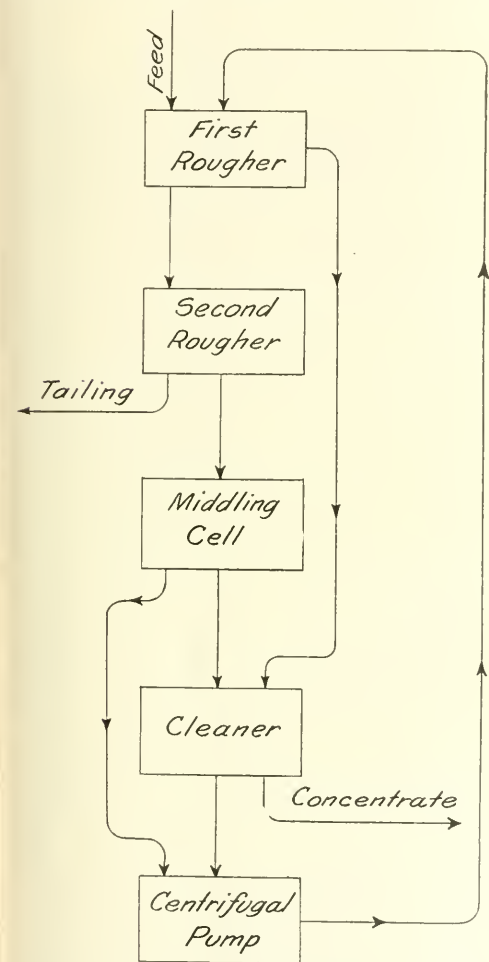 Feed
First
Rougher
Second
Rougher
Tailing
Middling
Cell
Cleaner
Concentrate
Centrifugal
Pump